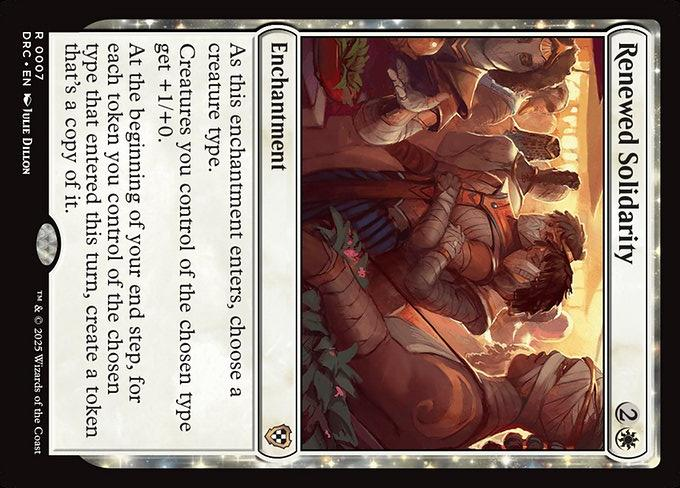 Renewed Solidarity 2
Enchantment
As this enchantment enters, choose a
creature type.
Creatures you control of the chosen type
get +1/+0.
At the beginning of your end step, for
each token you control of the chosen
type that entered this turn, create a token
that's a copy of it.
R 0007
DRC • EN JULIE DILLON
™ & © 2025 Wizards of the Coast